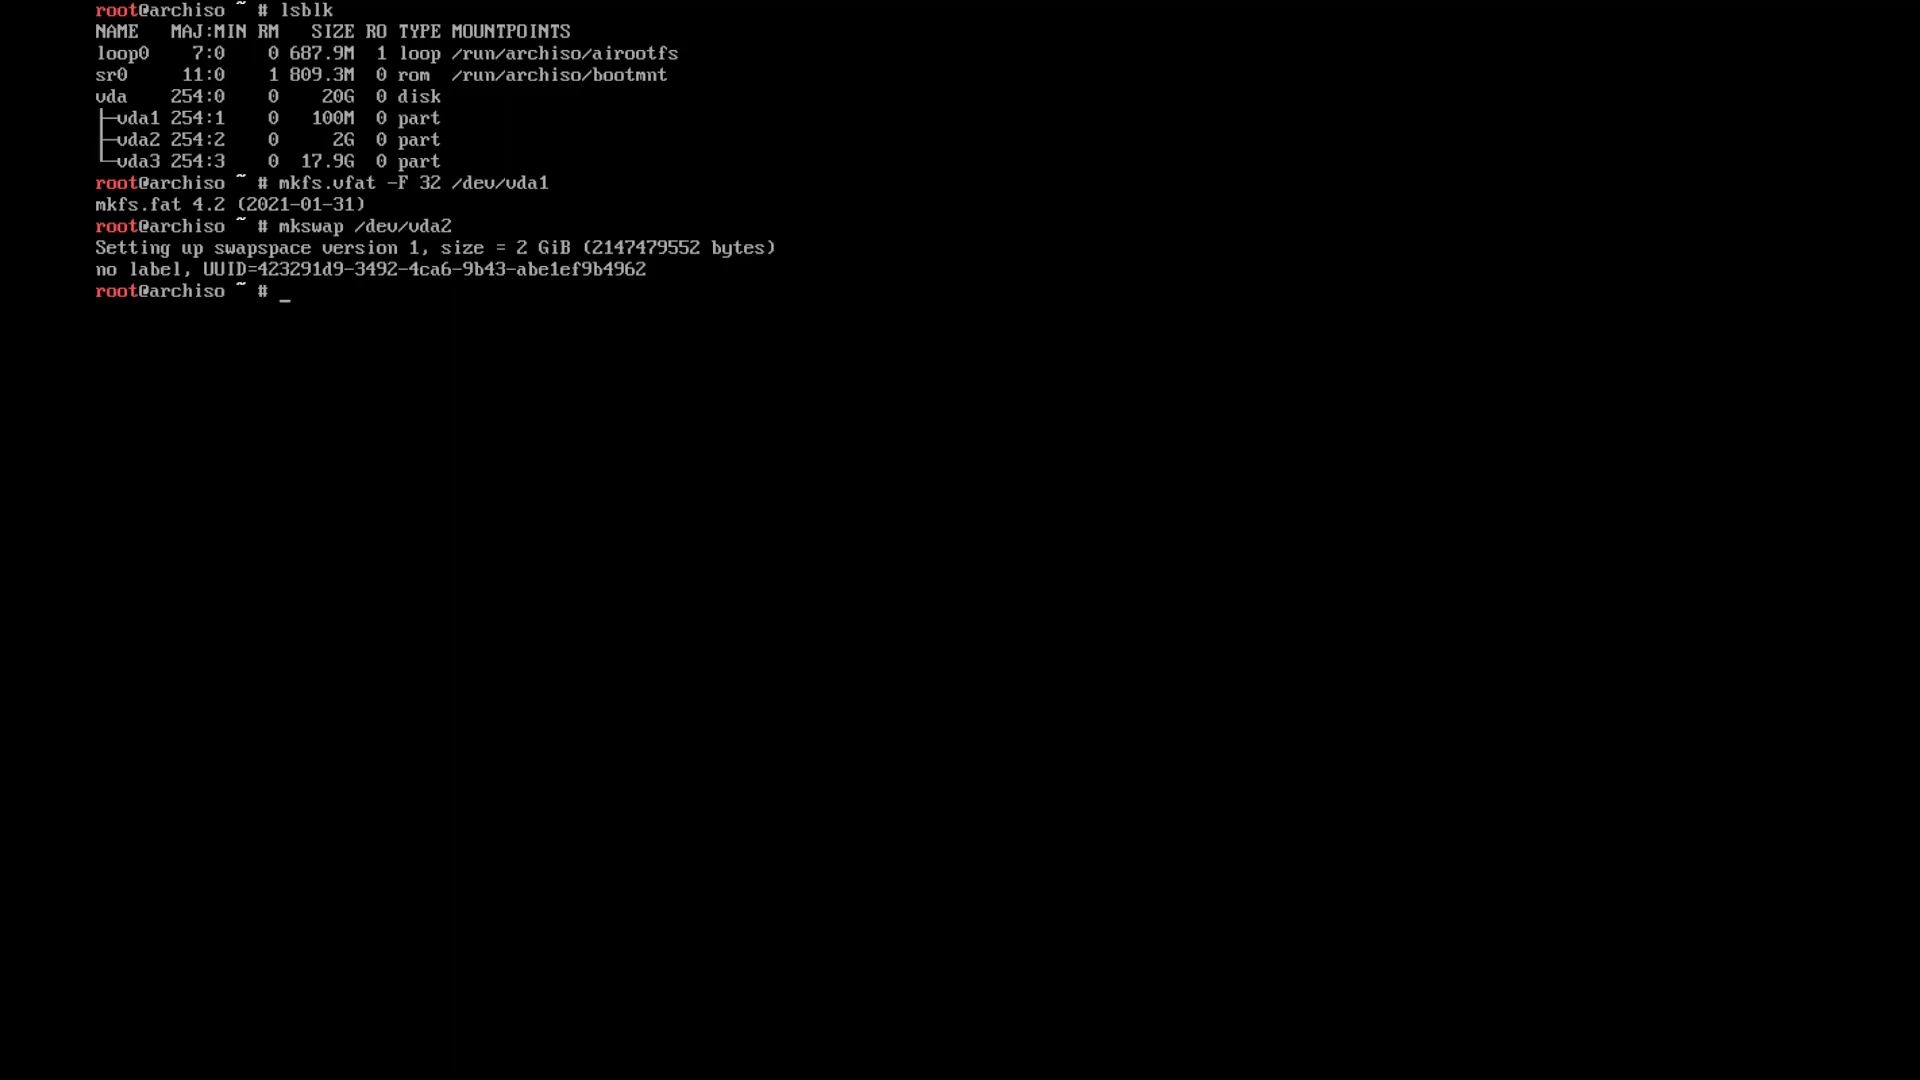 root@archiso ~ # lsblk
NAME   MAJ:MIN RM   SIZE RO TYPE MOUNTPOINTS
loop0    7:0    0 687.9M  1 loop /run/archiso/airootfs
sr0     11:0    1 809.3M  0 rom  /run/archiso/bootmnt
vda    254:0    0    20G  0 disk
├─vda1 254:1    0   100M  0 part
├─vda2 254:2    0     2G  0 part
└─vda3 254:3    0  17.9G  0 part
root@archiso ~ # mkfs.vfat -F 32 /dev/vda1
mkfs.fat 4.2 (2021-01-31)
root@archiso ~ # mkswap /dev/vda2
Setting up swapspace version 1, size = 2 GiB (2147479552 bytes)
no label, UUID=423291d9-3492-4ca6-9b43-abe1ef9b4962
root@archiso ~ # _